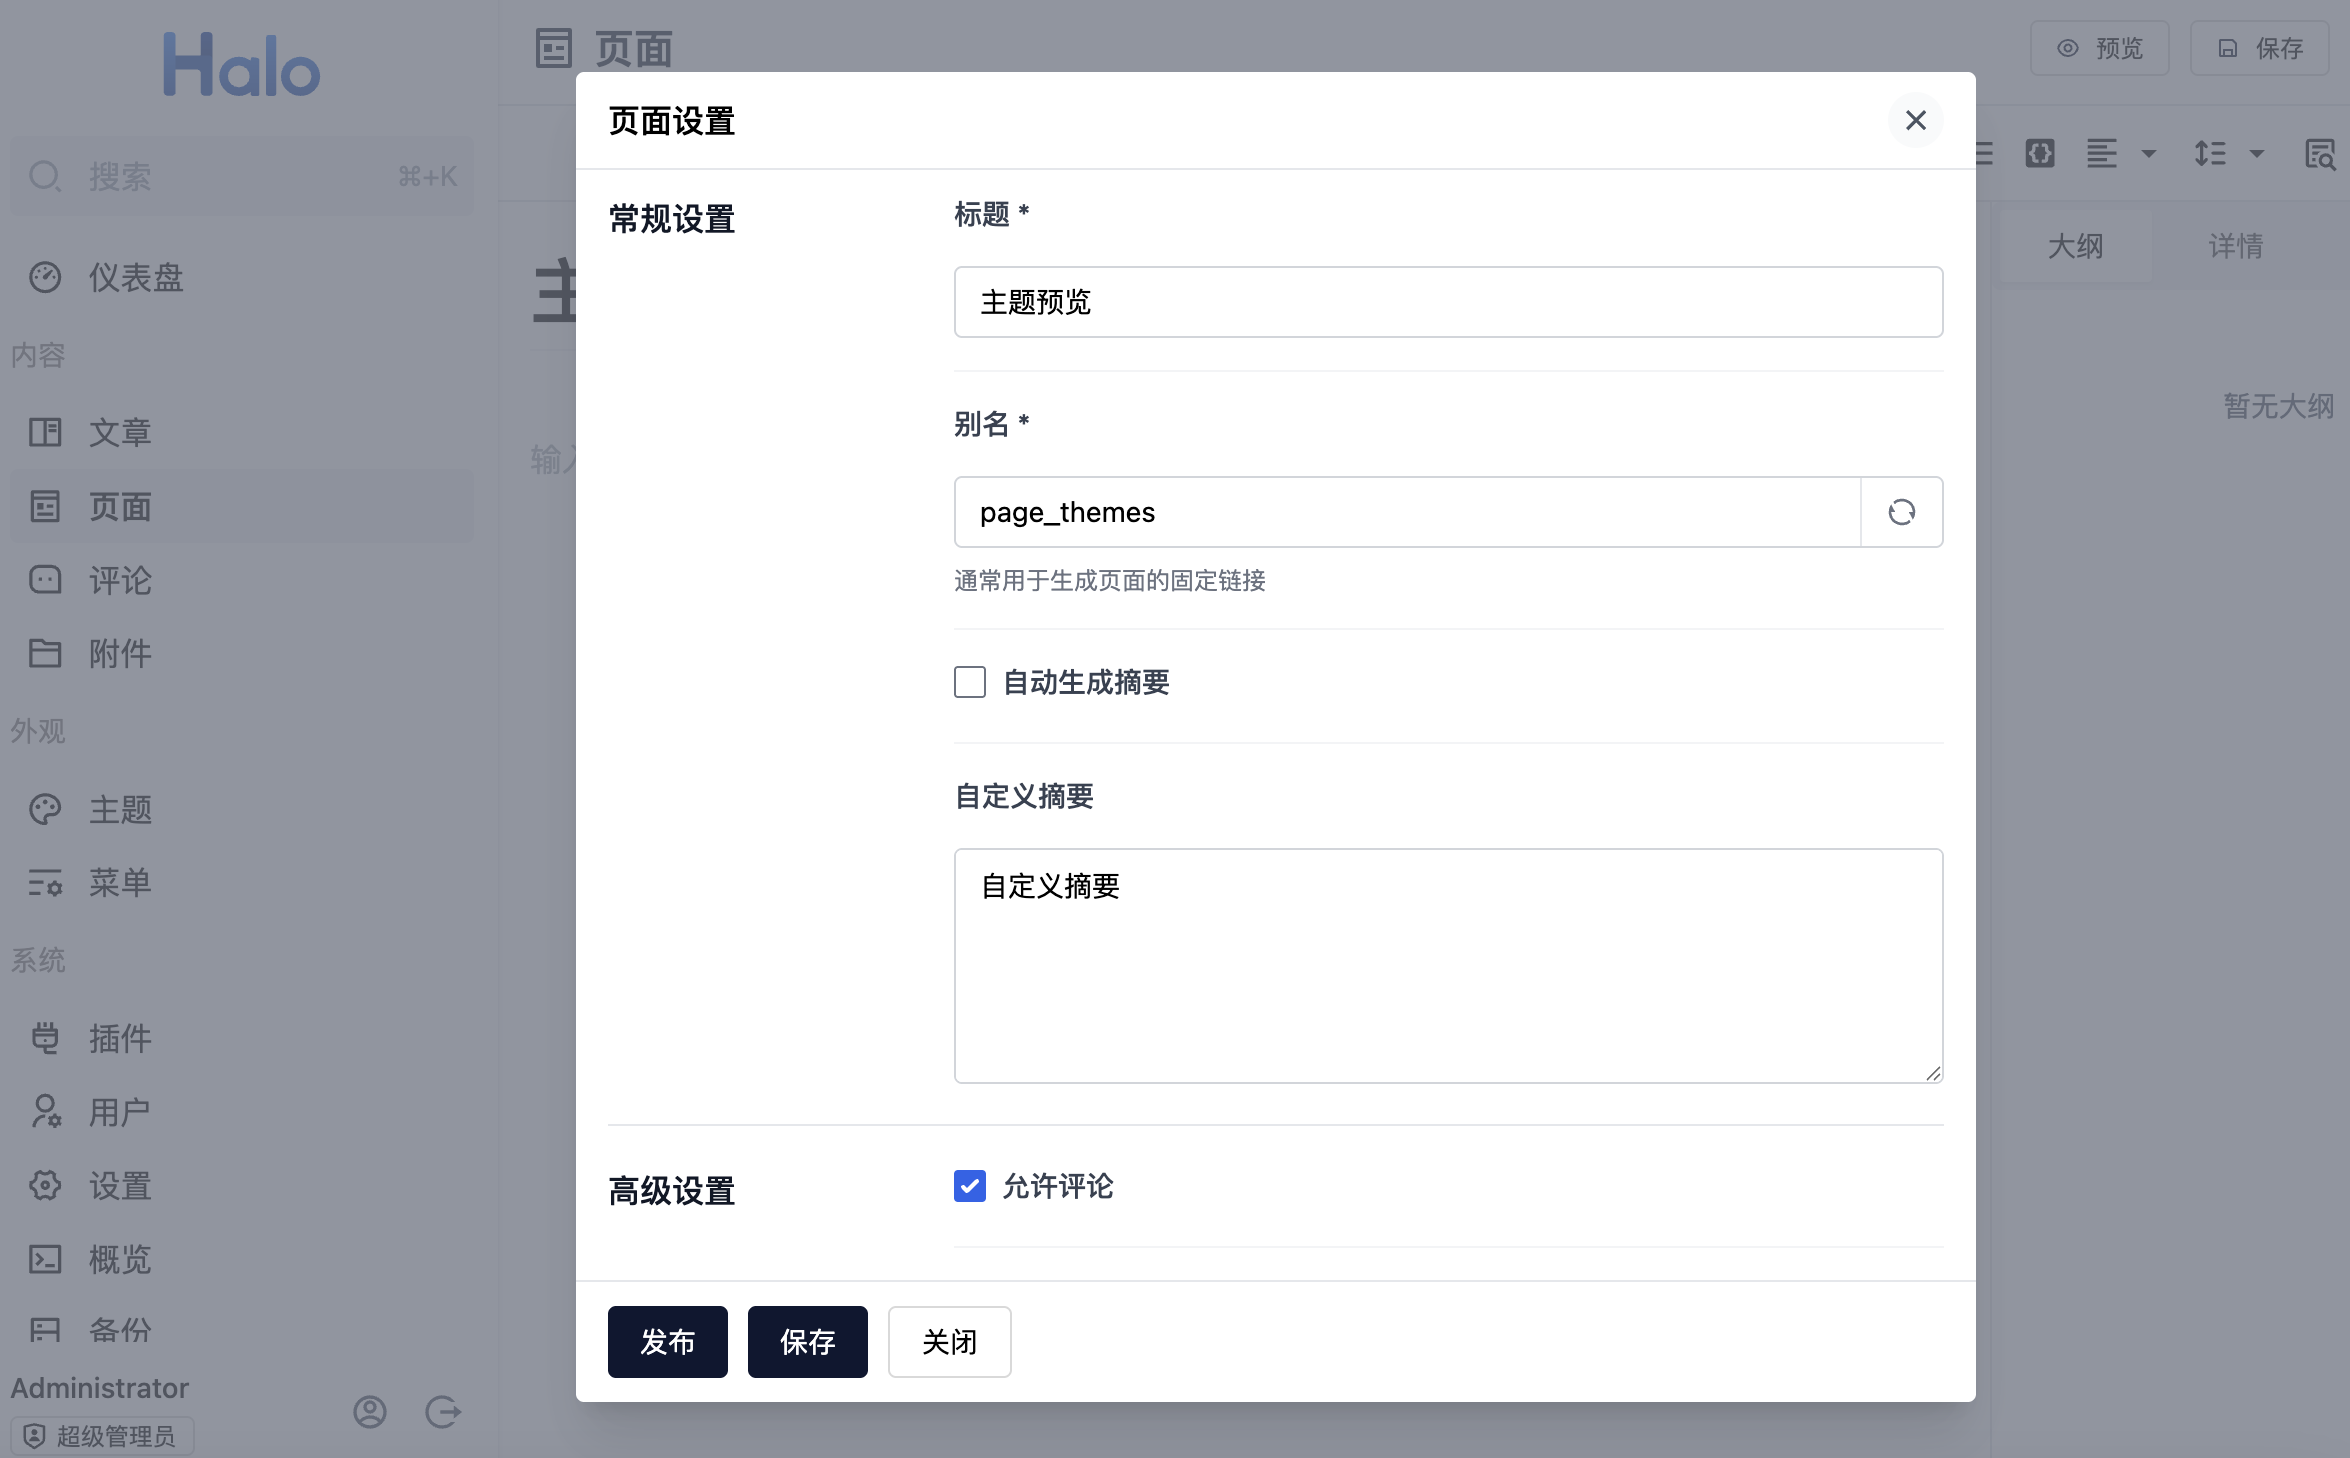 Halo
搜索
⌘+K
仪表盘
内容
文章
页面
评论
附件
外观
主题
菜单
系统
插件
用户
设置
概览
备份
Administrator
超级管理员
页面
预览
保存
大纲
详情
暂无大纲
页面设置
常规设置
标题 *
主题预览
别名 *
page_themes
通常用于生成页面的固定链接
自动生成摘要
自定义摘要
自定义摘要
高级设置
允许评论
发布
保存
关闭